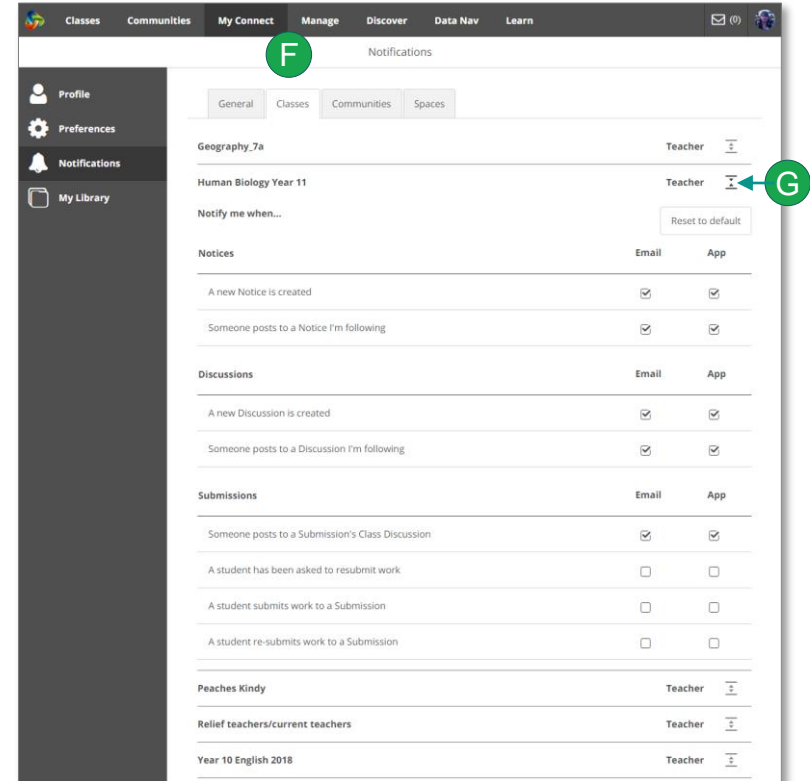 Classes Communities My Connect Manage Discover Data Nav Learn (0)
F
Notifications
Profile
Preferences
Notifications
My Library
General Classes Communities Spaces
Geography_7a Teacher
Human Biology Year 11 Teacher
G
Notify me when...
Reset to default
Notices Email App
A new Notice is created
Someone posts to a Notice I'm following
Discussions Email App
A new Discussion is created
Someone posts to a Discussion I'm following
Submissions Email App
Someone posts to a Submission's Class Discussion
A student has been asked to resubmit work
A student submits work to a Submission
A student re-submits work to a Submission
Peaches Kindy Teacher
Relief teachers/current teachers Teacher
Year 10 English 2018 Teacher